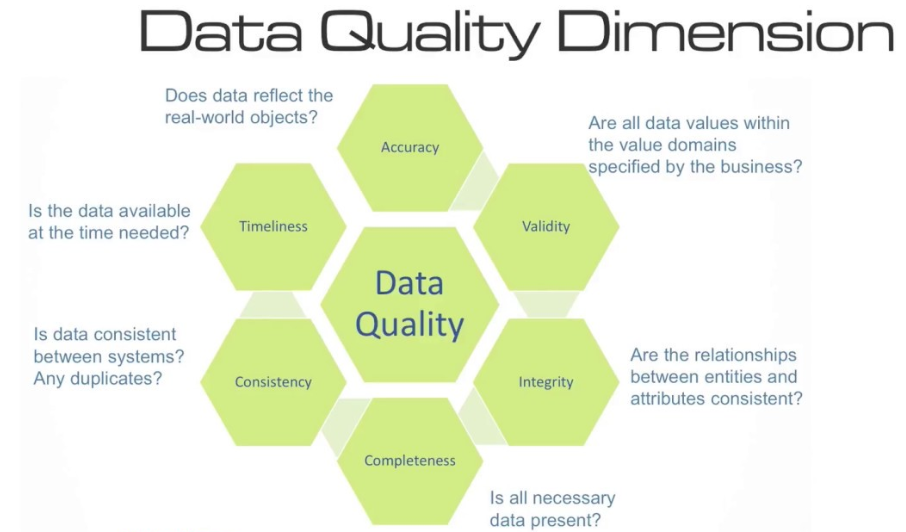 Data Quality Dimension
Does data reflect the
real-world objects?
Accuracy
Are all data values within
the value domains
specified by the business?
Is the data available
at the time needed?
Timeliness
Validity
Data
Quality
Is data consistent
between systems?
Any duplicates?
Consistency
Integrity
Are the relationships
between entities and
attributes consistent?
Completeness
Is all necessary
data present?